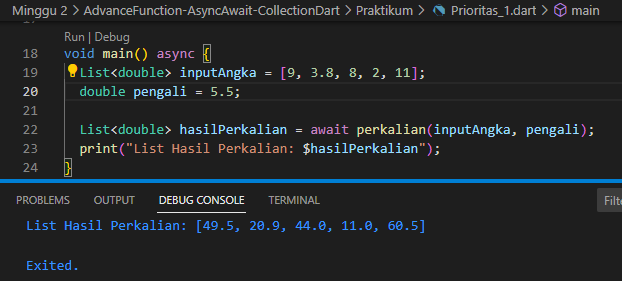 Minggu 2 > AdvanceFunction-AsyncAwait-CollectionDart > Praktikum > Prioritas_1.dart > main
Run | Debug
18 void main() async {
19 List<double> inputAngka = [9, 3.8, 8, 2, 11];
20 double pengali = 5.5;
21
22 List<double> hasilPerkalian = await perkalian(inputAngka, pengali);
23 print("List Hasil Perkalian: $hasilPerkalian");
24 }
PROBLEMS OUTPUT DEBUG CONSOLE TERMINAL
List Hasil Perkalian: [49.5, 20.9, 44.0, 11.0, 60.5]
Exited.